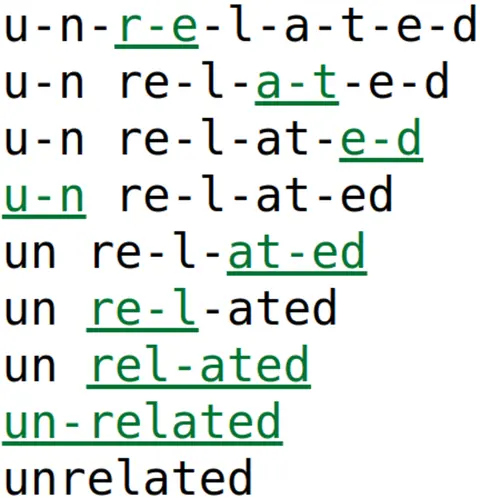 u-n-r-e-l-a-t-e-d
u-n re-l-a-t-e-d
u-n re-l-at-e-d
u-n re-l-at-ed
un re-l-at-ed
un re-l-ated
un rel-ated
un-related
unrelated